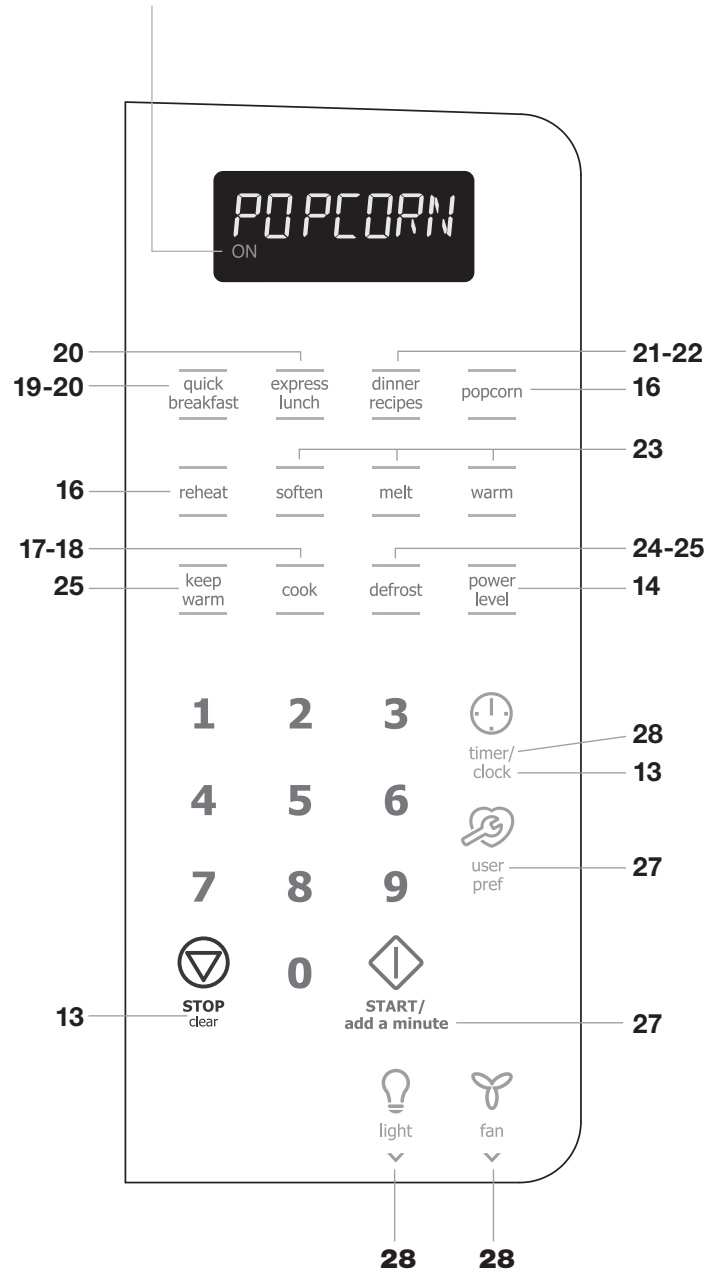 POPCORN
ON
20
21-22
19-20
quick
breakfast
express
lunch
dinner
recipes
popcorn
16
23
16
reheat
soften
melt
warm
17-18
24-25
25
keep
warm
cook
defrost
power
level
14
1
2
3
timer/
clock
28
13
4
5
6
user
pref
27
7
8
9
0
STOP
clear
13
START/
add a minute
27
light
fan
28
28